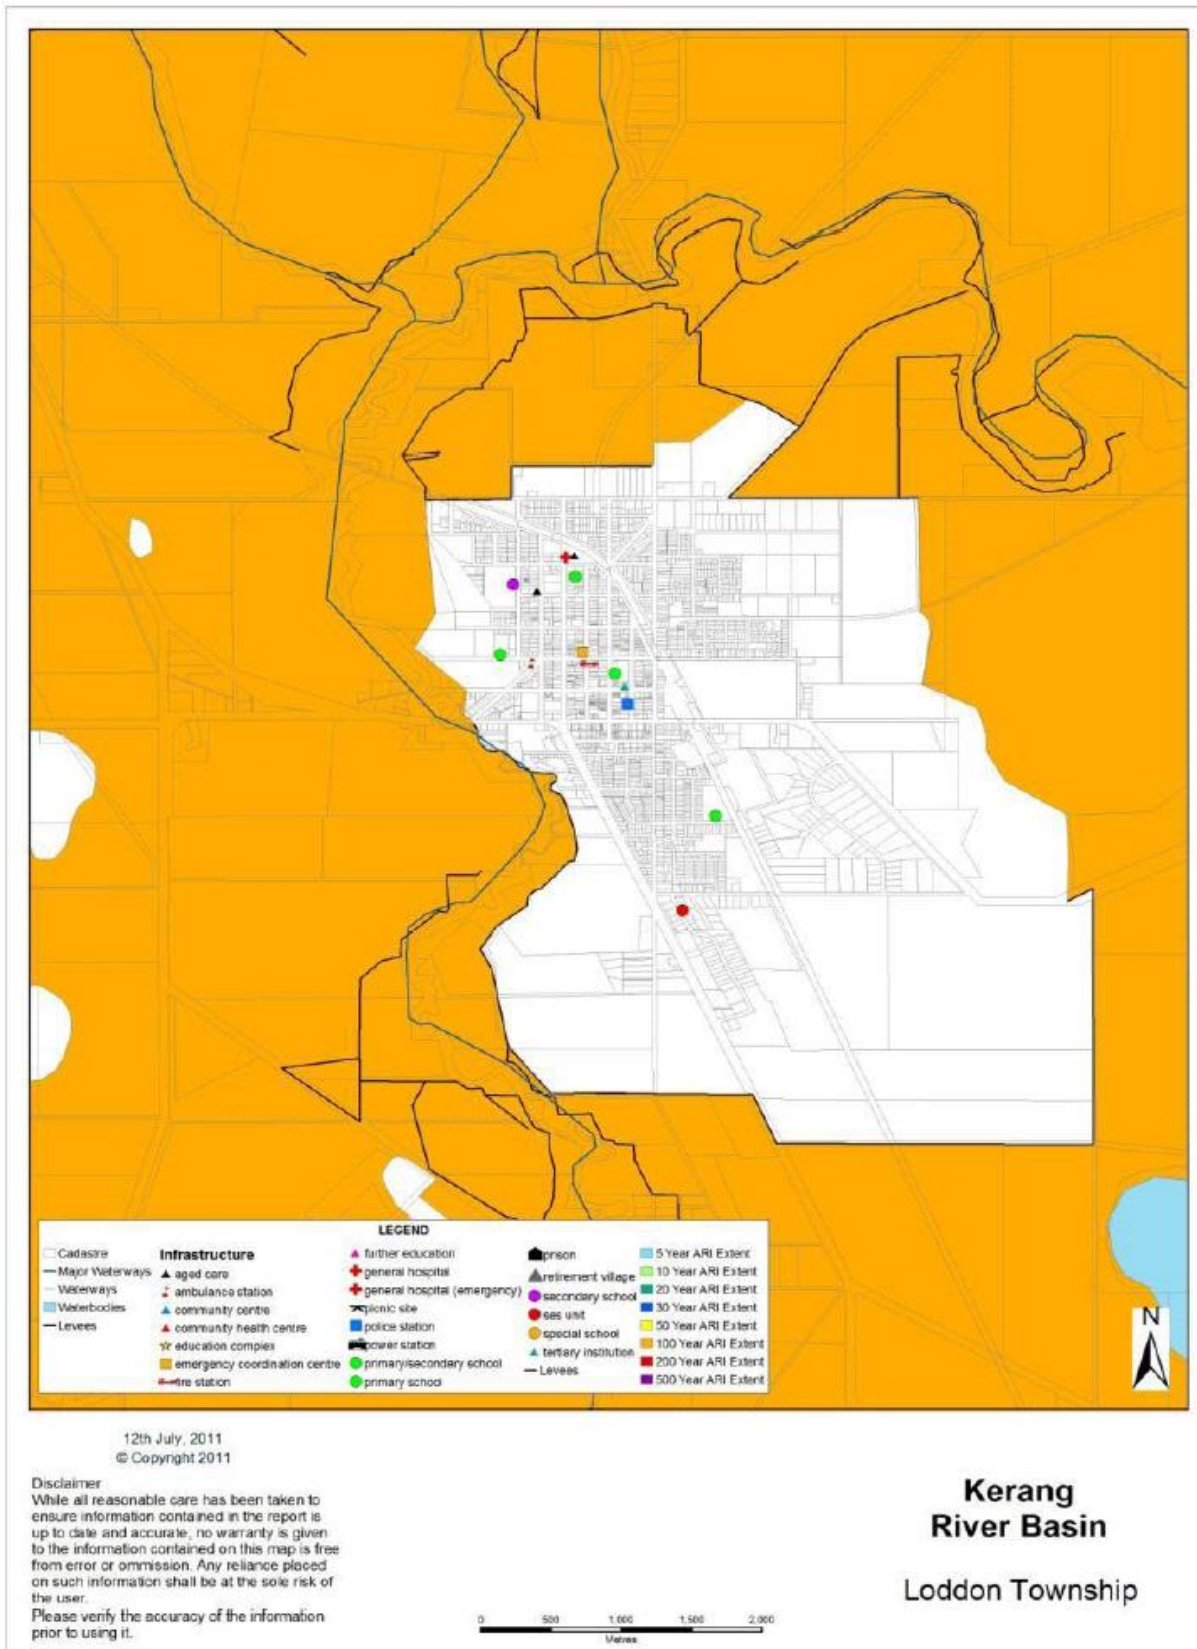 LEGEND
Cadastre
Major Waterways
Waterways
Waterbodies
Levees
Infrastructure
aged care
ambulance station
community centre
community health centre
education complex
emergency coordination centre
fire station
further education
general hospital
general hospital (emergency)
picnic site
police station
power station
primary/secondary school
primary school
prison
retirement village
secondary school
ses unit
special school
tertiary institution
Levees
5 Year ARI Extent
10 Year ARI Extent
20 Year ARI Extent
30 Year ARI Extent
50 Year ARI Extent
100 Year ARI Extent
200 Year ARI Extent
500 Year ARI Extent
N
12th July, 2011
© Copyright 2011
Disclaimer
While all reasonable care has been taken to
ensure information contained in the report is
up to date and accurate, no warranty is given
to the information contained on this map is free
from error or ommission. Any reliance placed
on such information shall be at the sole risk of
the user.
Please verify the accuracy of the information
prior to using it.
0 500 1,000 1,500 2,000
Metres
Kerang
River Basin
Loddon Township